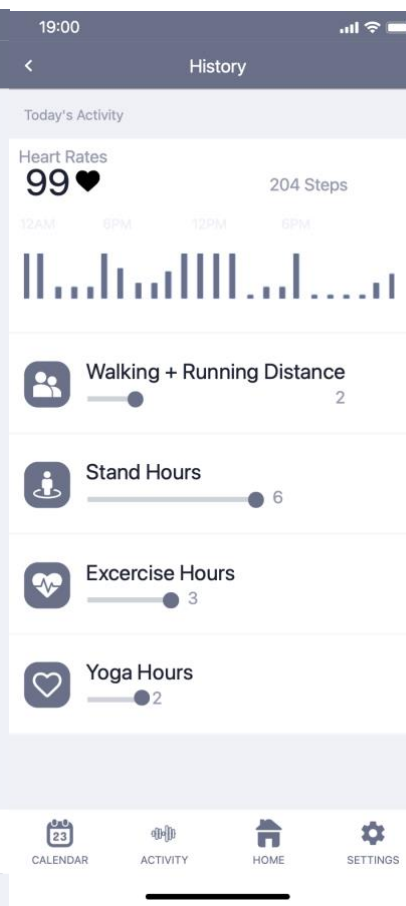 19:00
History
Today's Activity
Heart Rates
99
204 Steps
12AM 6PM 12PM 6PM
Walking + Running Distance
2
Stand Hours
6
Excercise Hours
3
Yoga Hours
2
23
CALENDAR ACTIVITY HOME SETTINGS